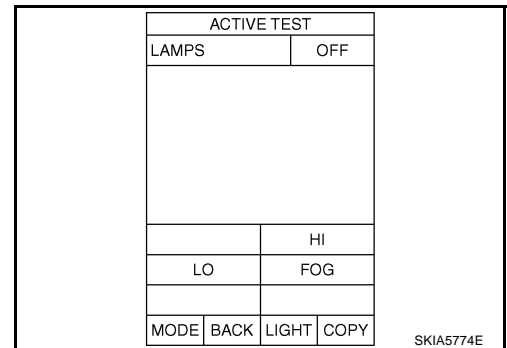 ACTIVE TEST
LAMPS OFF
HI
LO FOG
MODE BACK LIGHT COPY
SKIA5774E